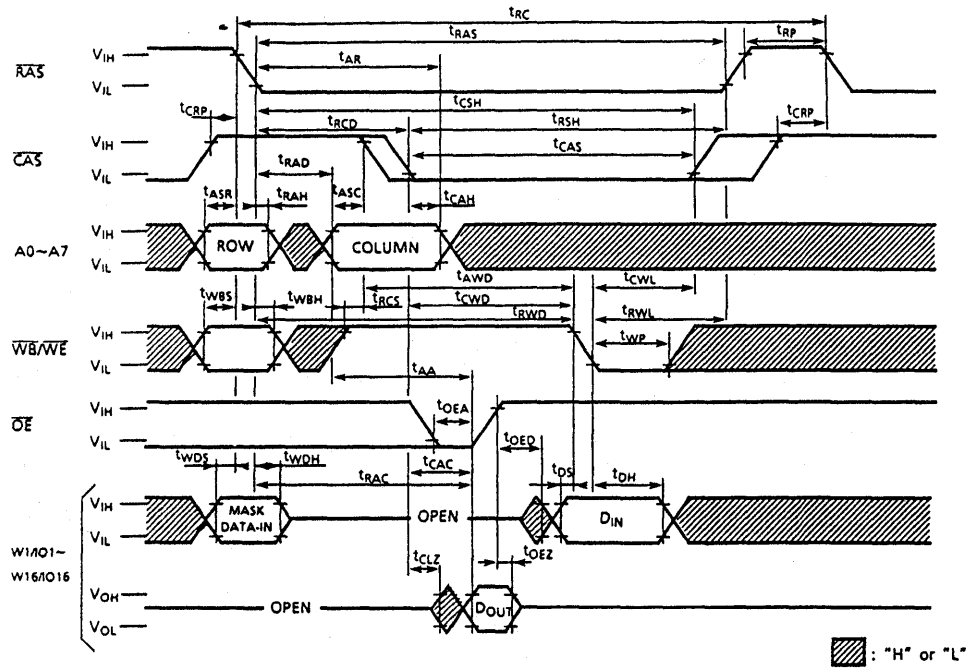 tRC
tRAS
tRP
tAR
RAS
VIH
VIL
tCSH
tCRP
tRCD
tRSH
tCRP
CAS
VIH
VIL
tCAS
tRAD
tASC
tASR
tRAH
tCAH
A0~A7
VIH
VIL
ROW
COLUMN
tAWD
tCWL
tWBS
tWBH
tRCS
tCWD
tRWD
tRWL
WB/WE
VIH
VIL
tWP
tAA
OE
VIH
VIL
tOEA
tOED
tCAC
tWDS
tWDH
tRAC
tDS
tDH
VIH
VIL
MASK
DATA-IN
OPEN
DIN
W1/IO1~
W16/IO16
tCLZ
tOEZ
VOH
VOL
OPEN
DOUT
: "H" or "L"